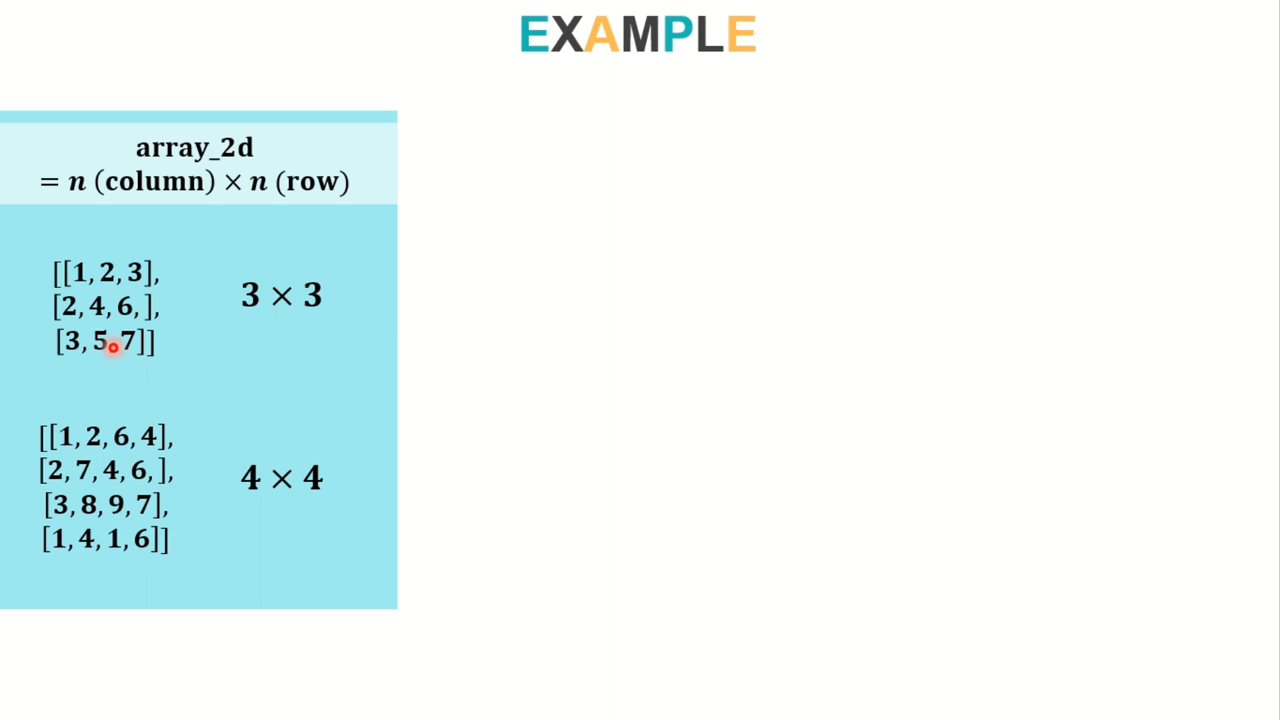 EXAMPLE
array_2d
= n (column) × n (row)
[[1, 2, 3],
[2, 4, 6, ],
[3, 5, 7]]
3 × 3
[[1, 2, 6, 4],
[2, 7, 4, 6, ],
[3, 8, 9, 7],
[1, 4, 1, 6]]
4 × 4